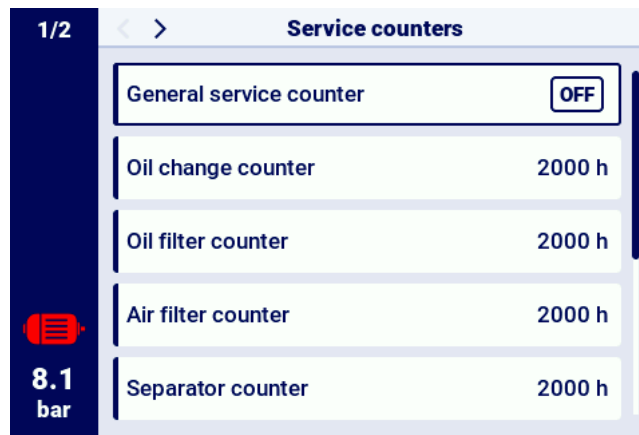 1/2
Service counters
General service counter OFF
Oil change counter 2000 h
Oil filter counter 2000 h
Air filter counter 2000 h
Separator counter 2000 h
8.1
bar